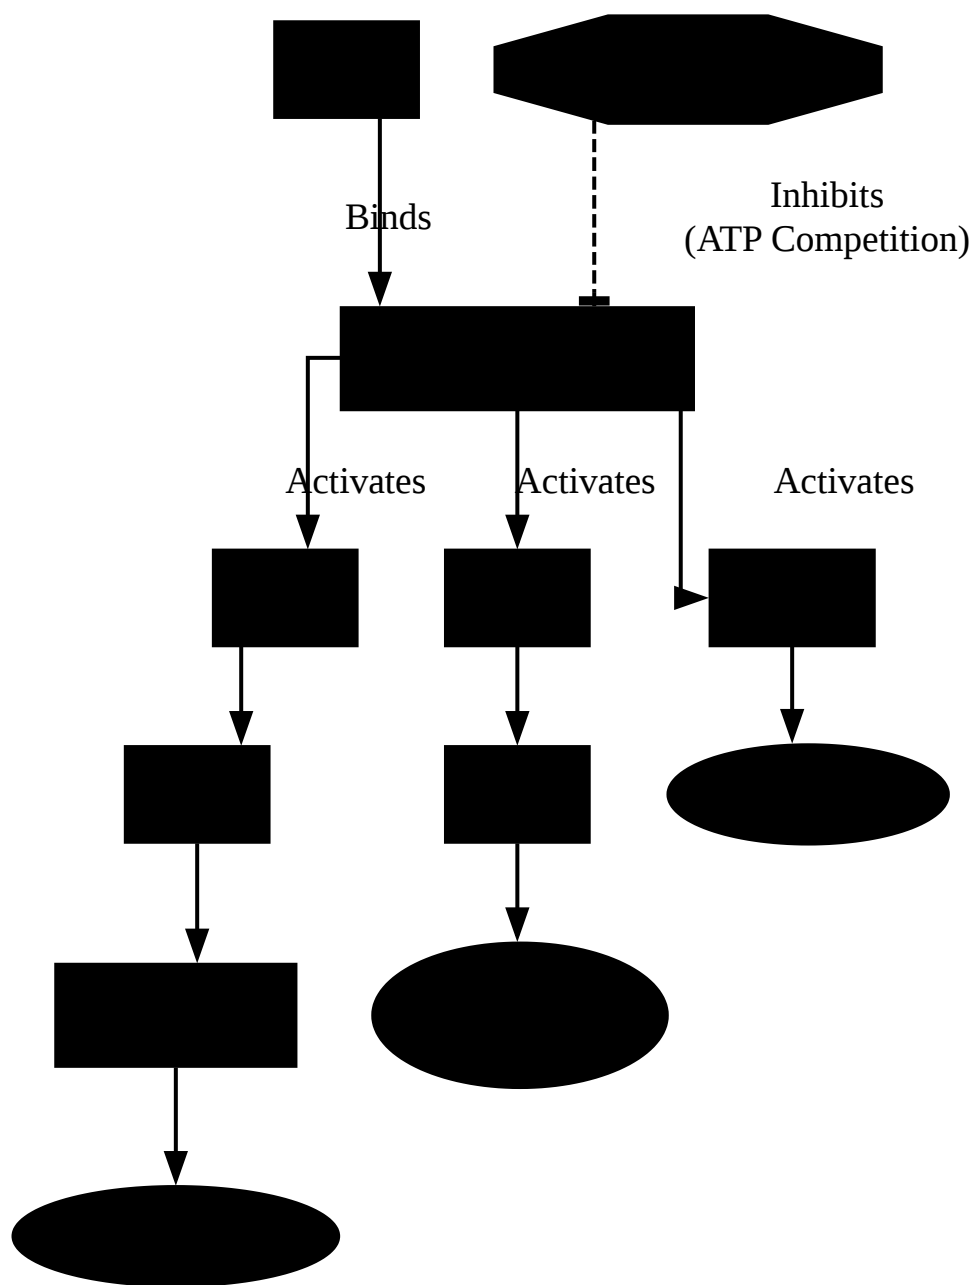 Inhibits
(ATP Competition)
Binds
Activates
Activates
Activates